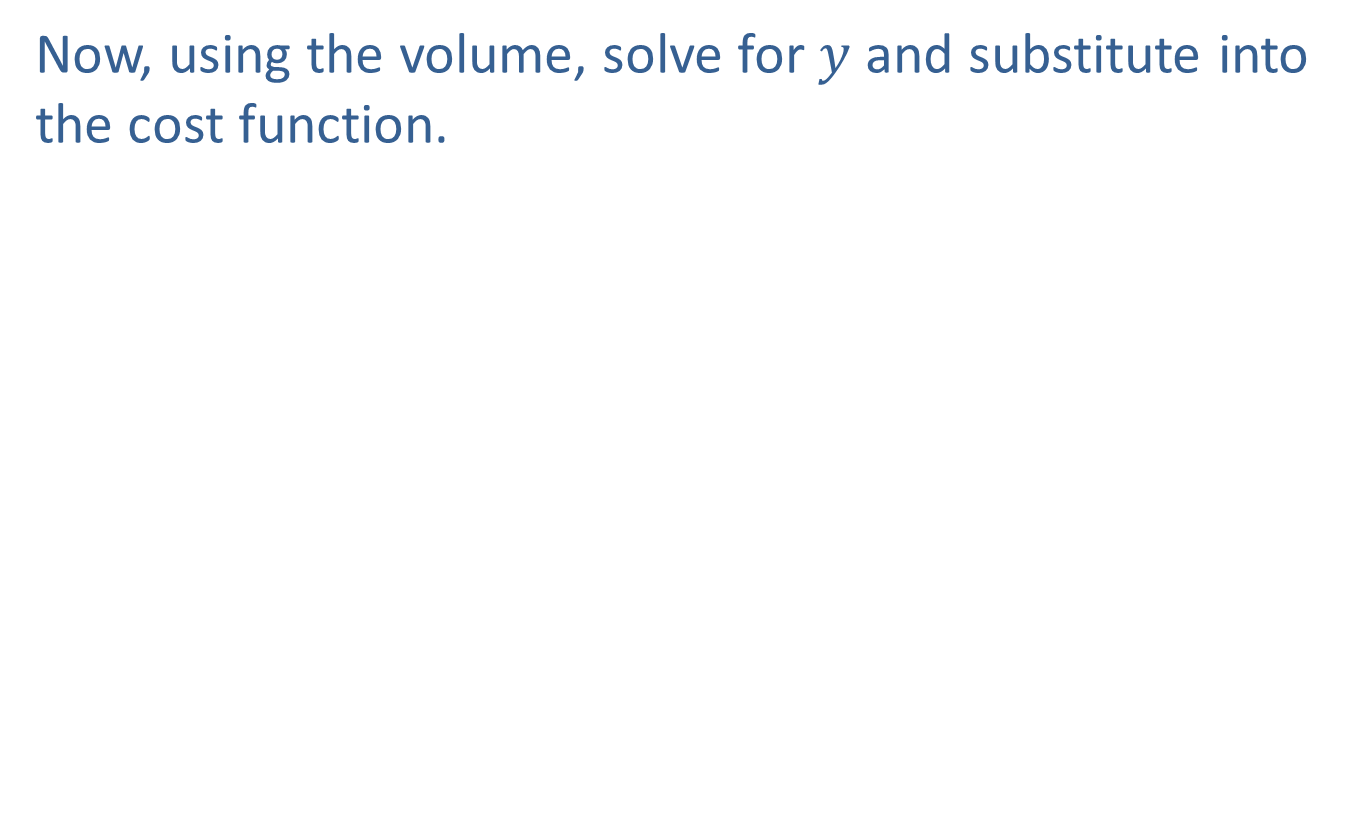 Now, using the volume, solve for y and substitute into
the cost function.